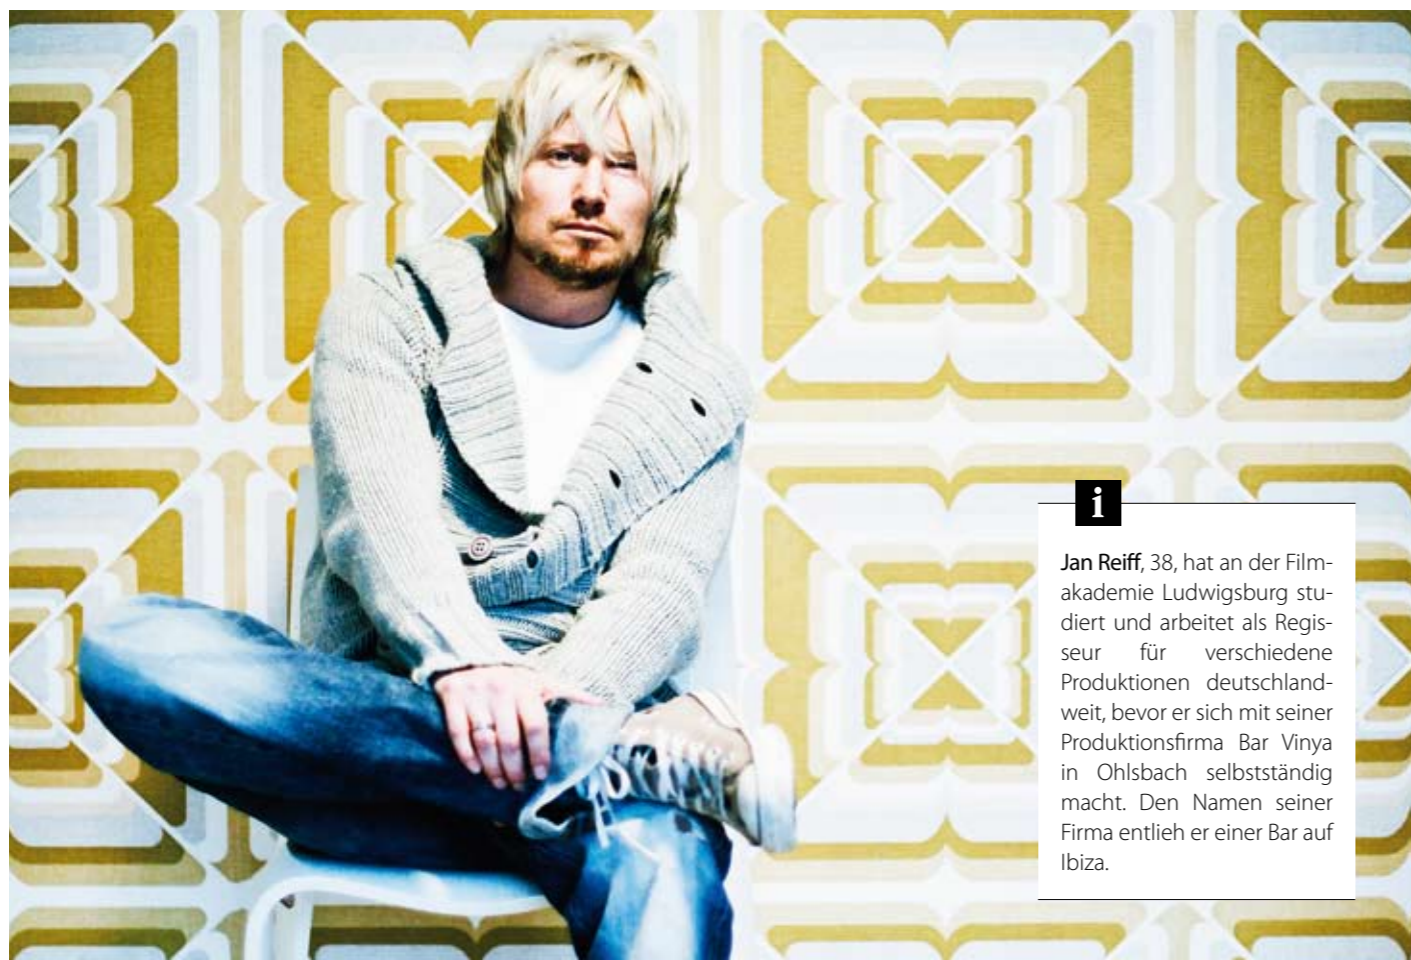 i
Jan Reiff, 38, hat an der Film-
akademie Ludwigsburg stu-
diert und arbeitet als Regis-
seur für verschiedene
Produktionen deutschland-
weit, bevor er sich mit seiner
Produktionsfirma Bar Vinya
in Ohlsbach selbstständig
macht. Den Namen seiner
Firma entlieh er einer Bar auf
Ibiza.